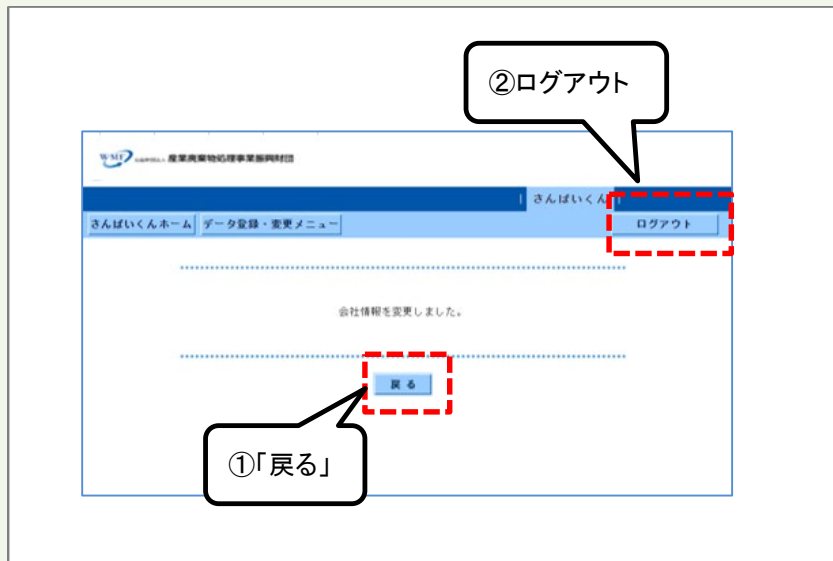 ②ログアウト
産業廃棄物処理事業振興財団
| さんぱいくん |
さんぱいくんホーム データ登録・変更メニュー ログアウト
会社情報を変更しました。
戻る
①「戻る」